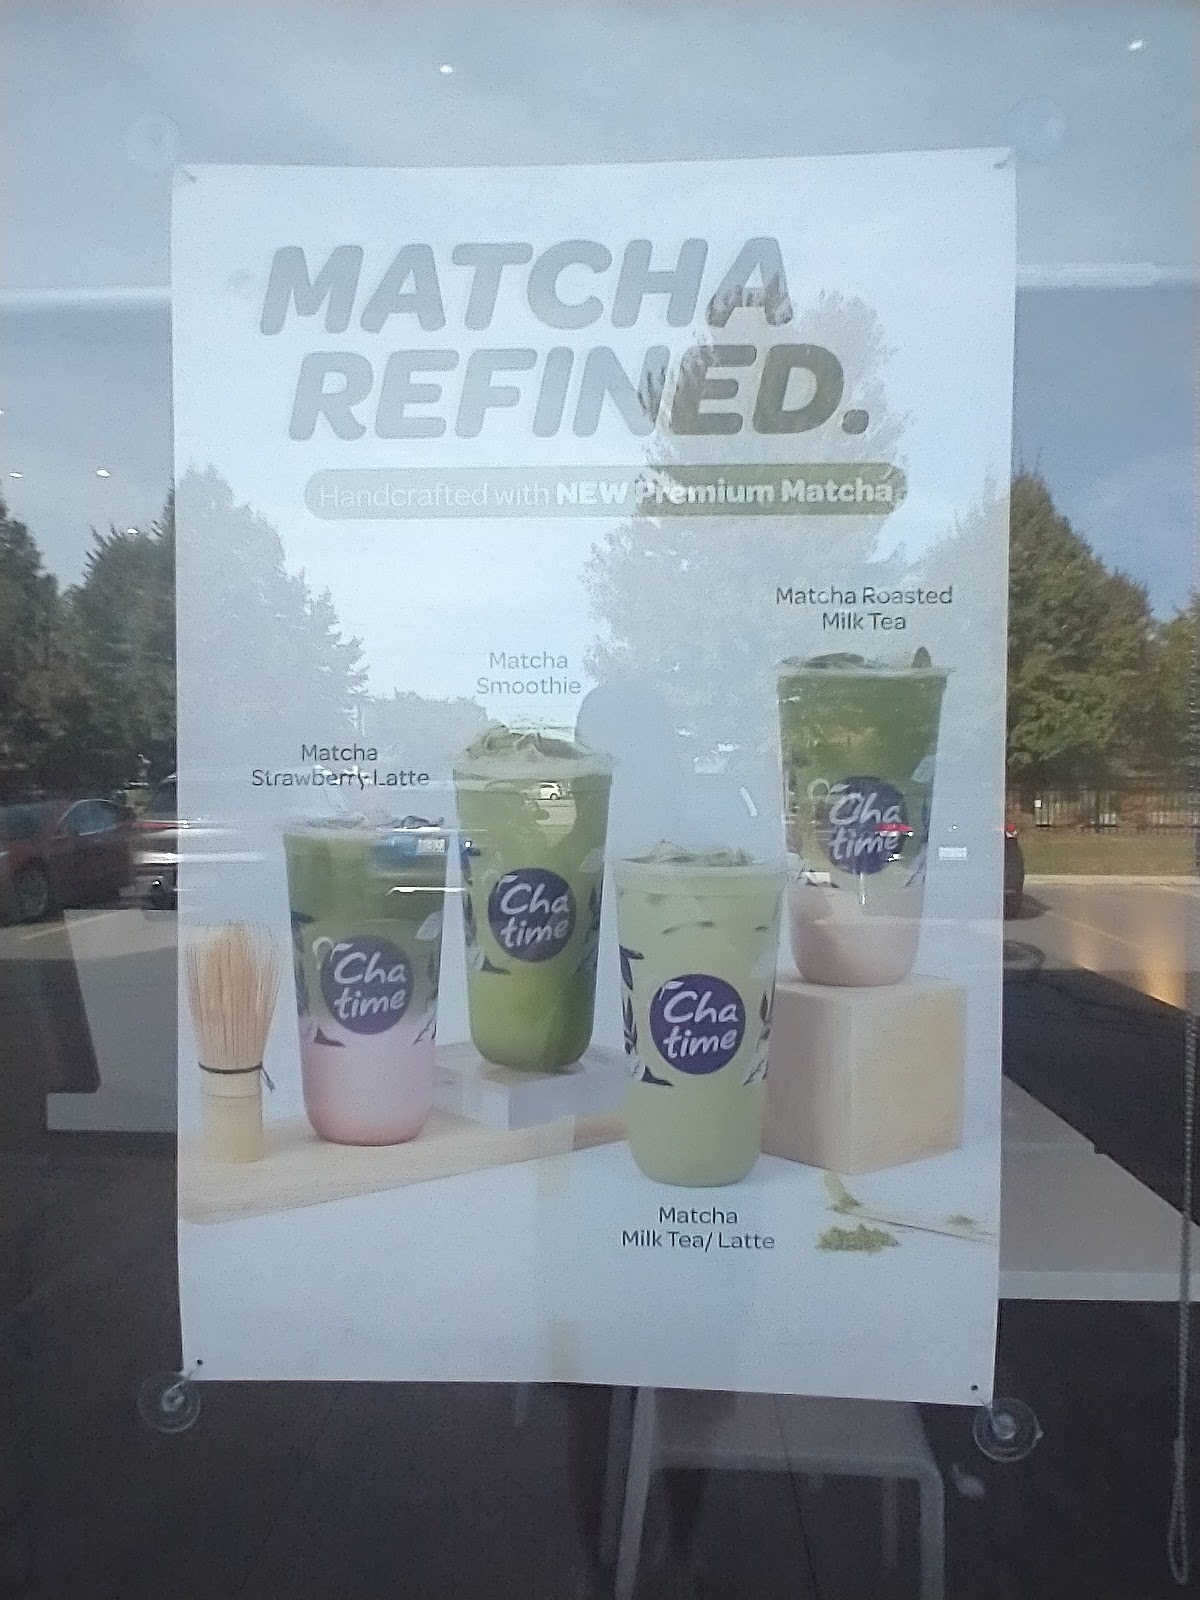 MATCHA
REFINED.
Handcrafted with NEW Premium Matcha
Matcha Roasted
Milk Tea
Matcha
Smoothie
Matcha
Strawberry Latte
Cha
time
Cha
time
Cha
time
Cha
time
Matcha
Milk Tea/ Latte